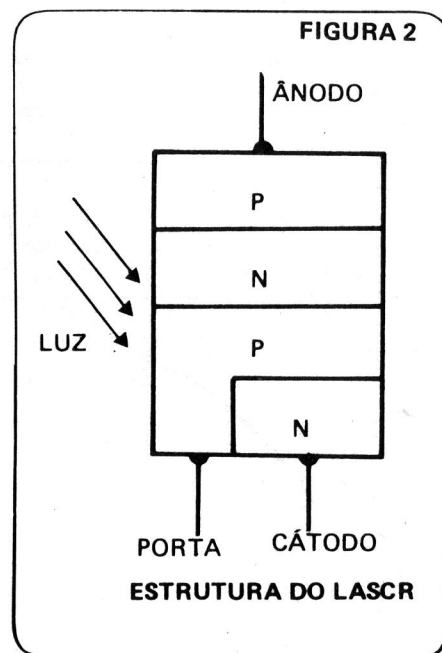 FIGURA 2
ÂNODO
P
N
LUZ
P
N
PORTA
CÁTODO
ESTRUTURA DO LASCR